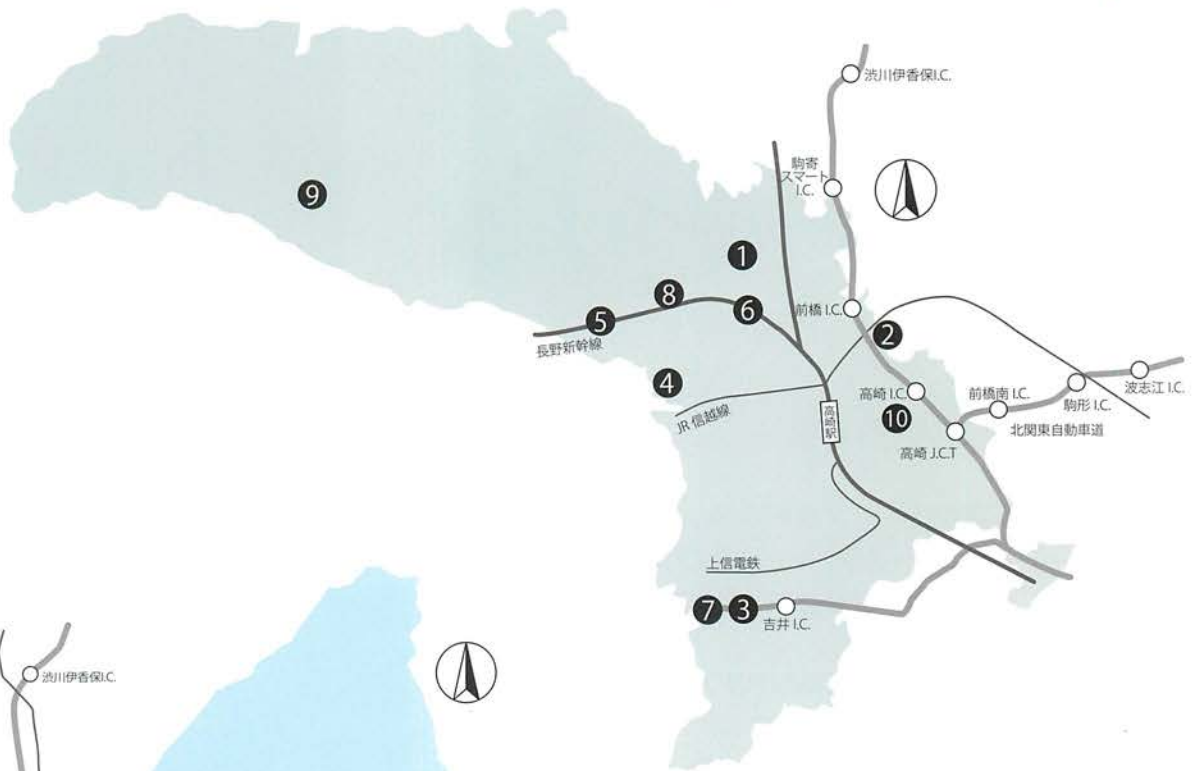 渋川伊香保I.C.
駒寄
スマート
I.C.
9
1
8
6
5
前橋 I.C.
2
長野新幹線
4
高崎 I.C.
前橋南 I.C.
駒形 I.C.
波志江 I.C.
JR 信越線
高崎駅
10
北関東自動車道
高崎 J.C.T
上信電鉄
7
3
吉井 I.C.
渋川伊香保I.C.